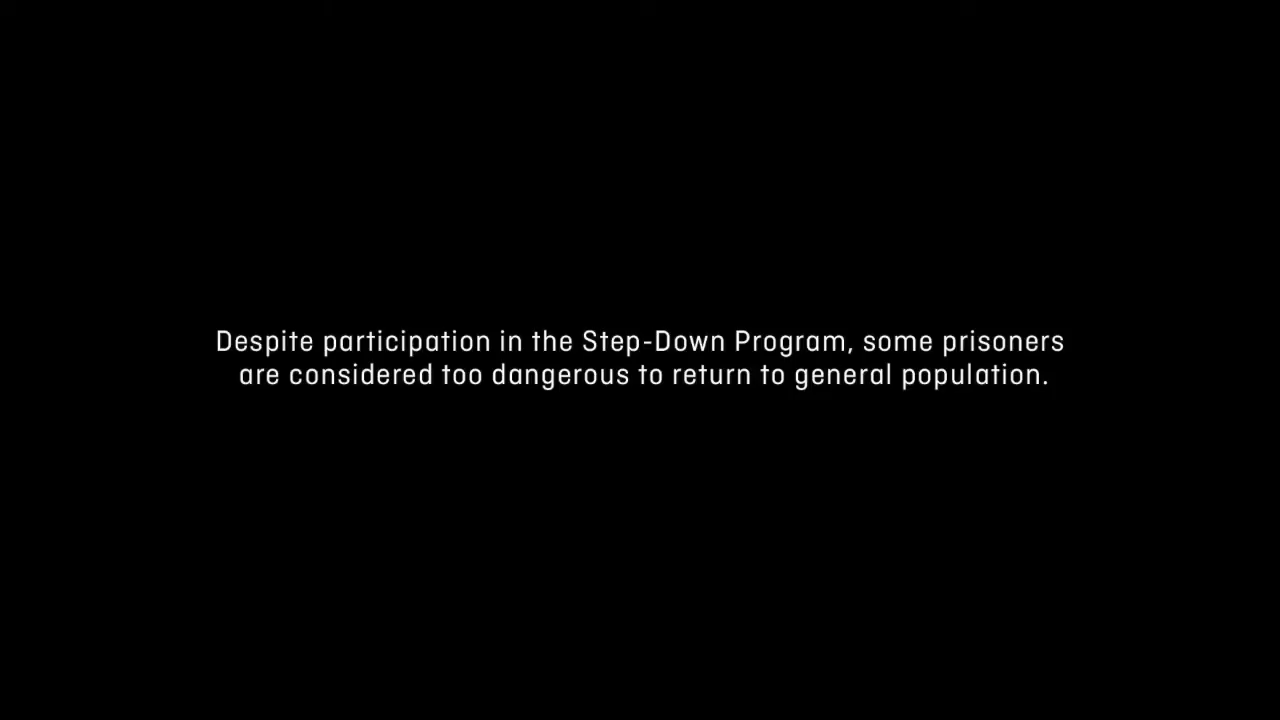 Despite participation in the Step-Down Program, some prisoners
are considered too dangerous to return to general population.